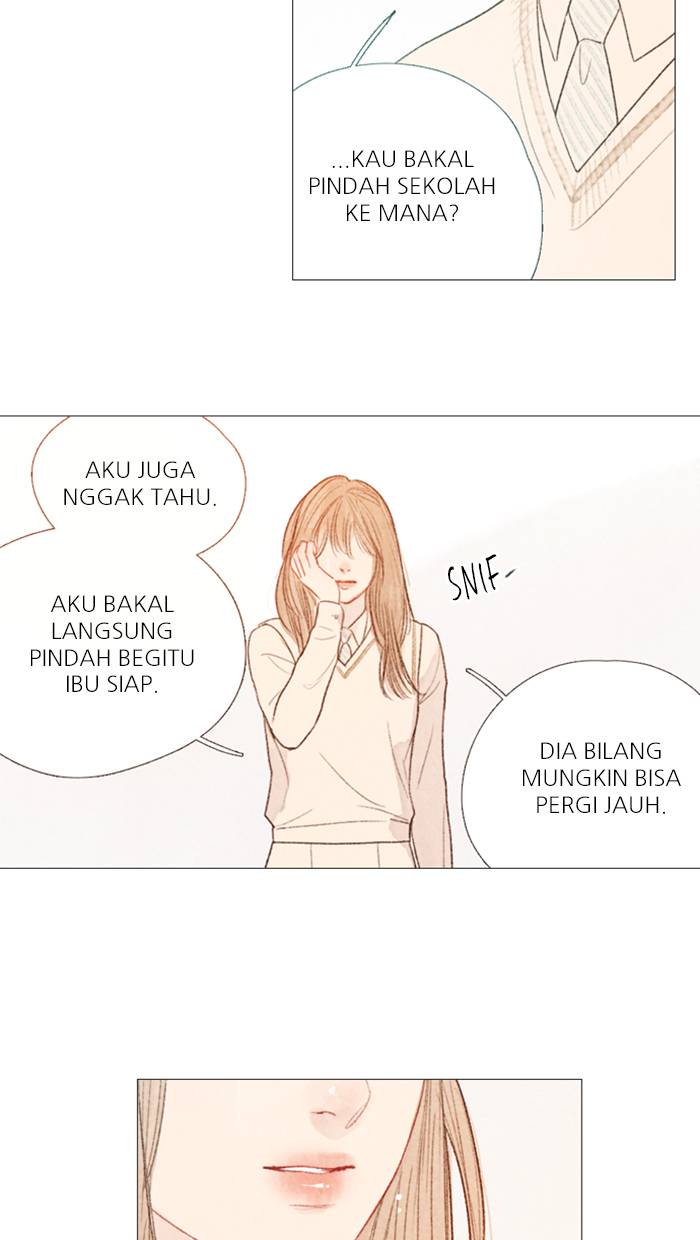 ...KAU BAKAL
PINDAH SEKOLAH
KE MANA?
AKU JUGA
NGGAK TAHU.
AKU BAKAL
LANGSUNG
PINDAH BEGITU
IBU SIAP.
SNIF-
DIA BILANG
MUNGKIN BISA
PERGI JAUH.